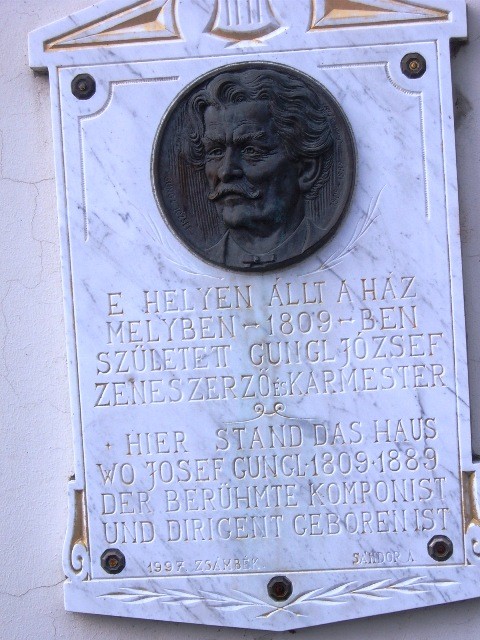 E HELYEN ÁLLT A HÁZ
MELYBEN - 1809 - BEN
SZÜLETETT GUNGL JÓZSEF
ZENESZERZŐ és KARMESTER
HIER STAND DAS HAUS
WO JOSEF GUNGL·1809·1889
DER BERÜHMTE KOMPONIST
UND DIRIGENT GEBOREN IST
1997 ZSÁMBÉK SÁNDOR A